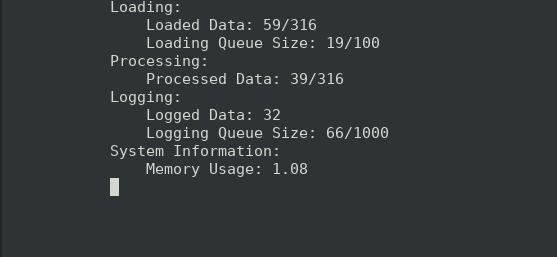 Loading:
    Loaded Data: 59/316
    Loading Queue Size: 19/100
Processing:
    Processed Data: 39/316
Logging:
    Logged Data: 32
    Logging Queue Size: 66/1000
System Information:
    Memory Usage: 1.08